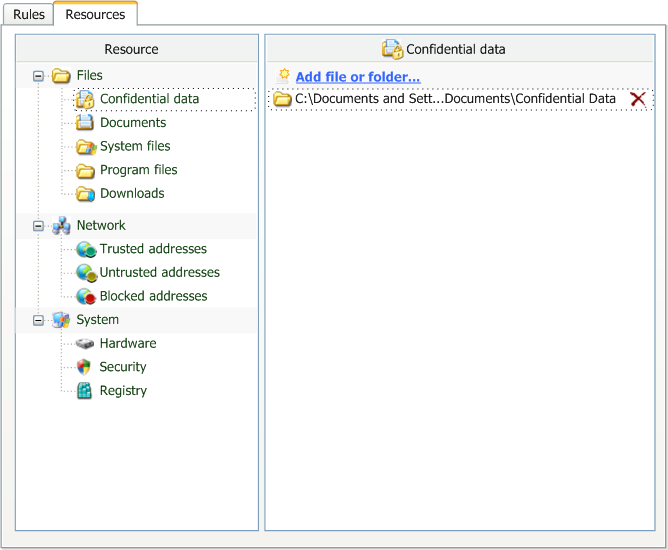 Rules
Resources
Resource
Files
Confidential data
Documents
System files
Program files
Downloads
Network
Trusted addresses
Untrusted addresses
Blocked addresses
System
Hardware
Security
Registry
Confidential data
Add file or folder...
C:\Documents and Sett...Documents\Confidential Data